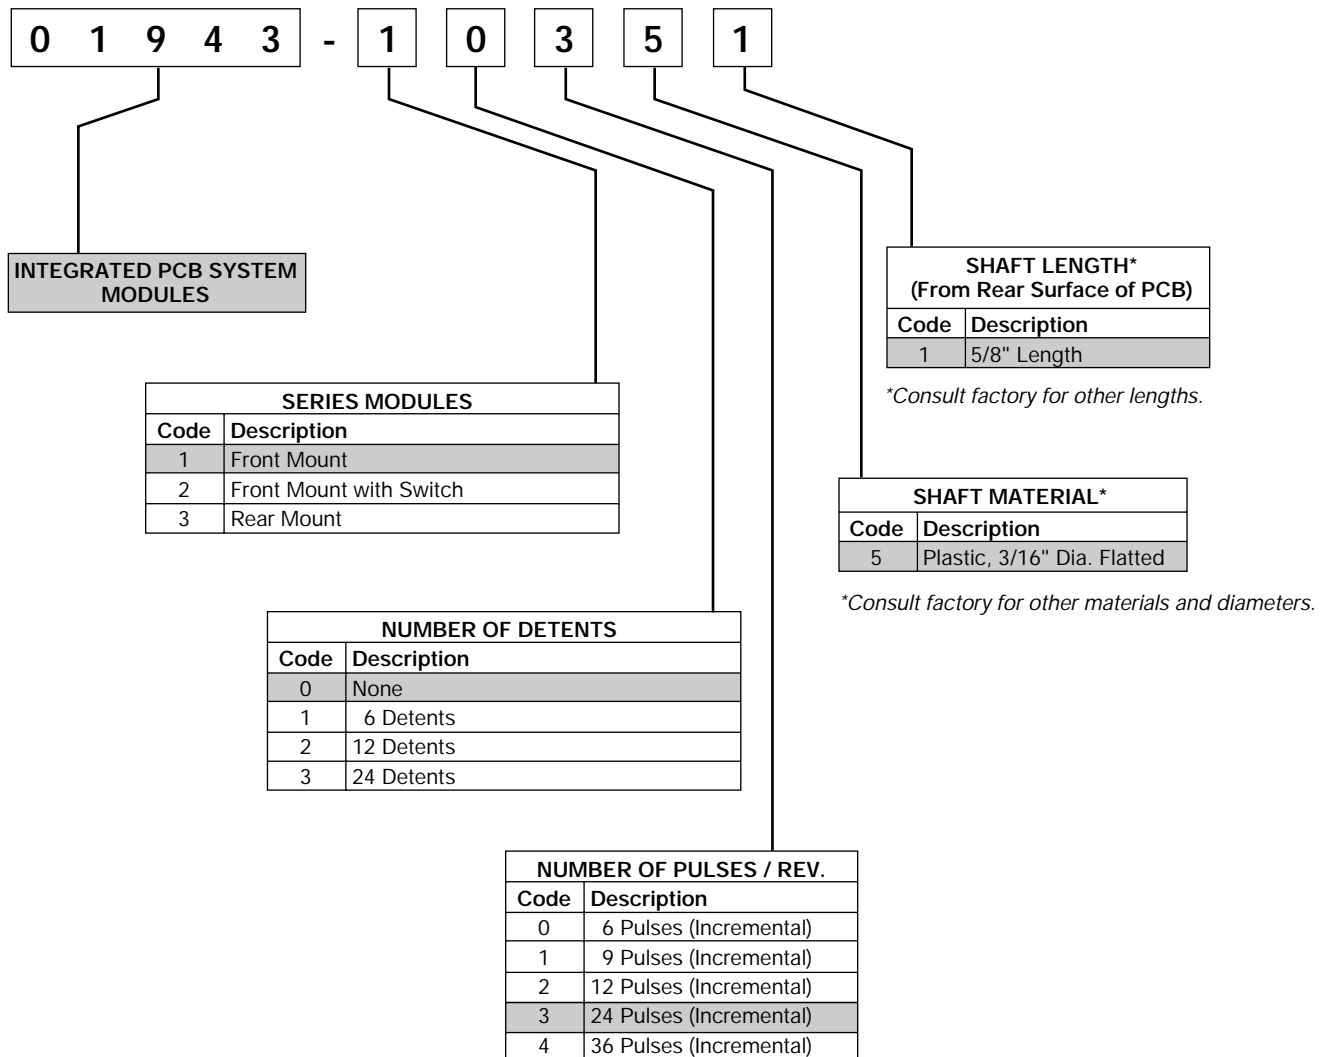 0 1 9 4 3 - 1 0 3 5 1
INTEGRATED PCB SYSTEM
MODULES
SHAFT LENGTH*
(From Rear Surface of PCB)
Code Description
1 5/8" Length
*Consult factory for other lengths.
SERIES MODULES
Code Description
1 Front Mount
2 Front Mount with Switch
3 Rear Mount
SHAFT MATERIAL*
Code Description
5 Plastic, 3/16" Dia. Flatted
*Consult factory for other materials and diameters.
NUMBER OF DETENTS
Code Description
0 None
1 6 Detents
2 12 Detents
3 24 Detents
NUMBER OF PULSES / REV.
Code Description
0 6 Pulses (Incremental)
1 9 Pulses (Incremental)
2 12 Pulses (Incremental)
3 24 Pulses (Incremental)
4 36 Pulses (Incremental)